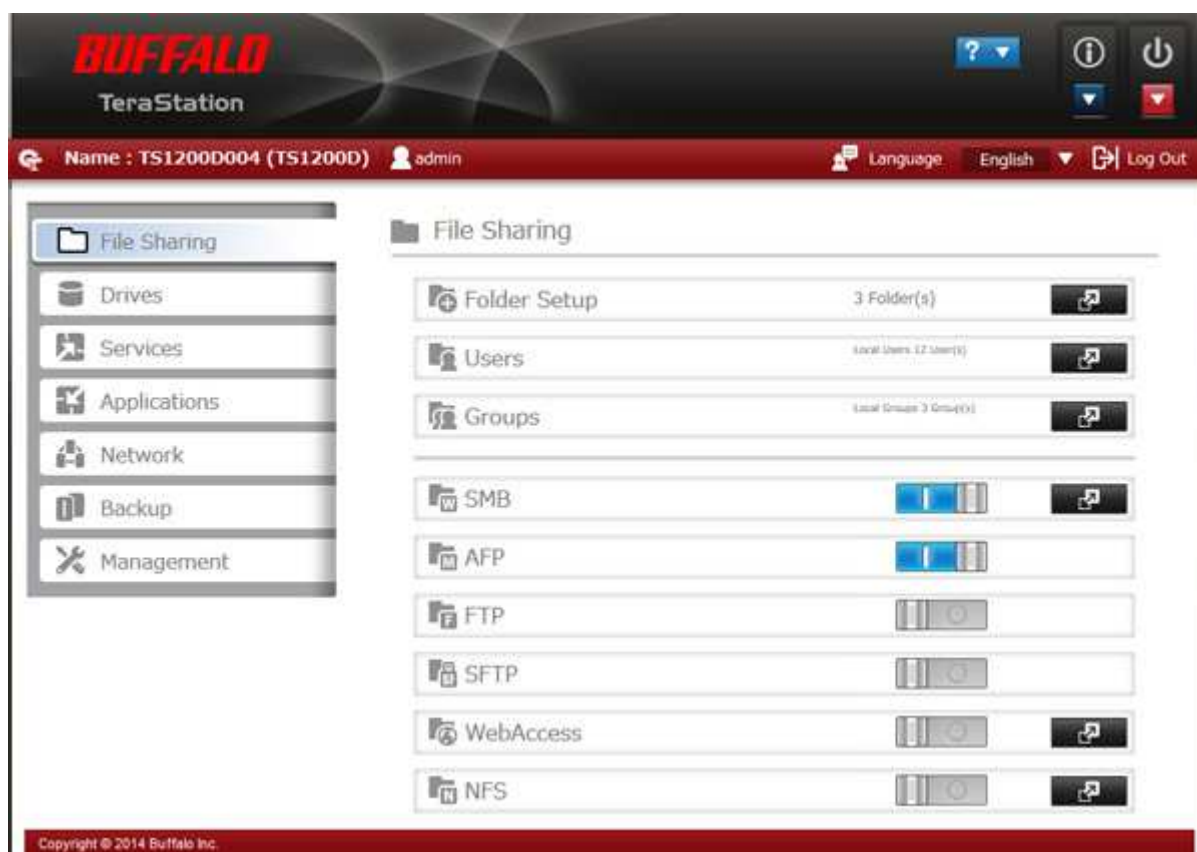 BUFFALO
TeraStation
?
Name : TS1200D004 (TS1200D) admin Language English Log Out
File Sharing
Drives
Services
Applications
Network
Backup
Management
File Sharing
Folder Setup 3 Folder(s)
Users Local Users 12 User(s)
Groups Local Groups 3 Group(s)
SMB
AFP
FTP
SFTP
WebAccess
NFS
Copyright © 2014 Buffalo Inc.